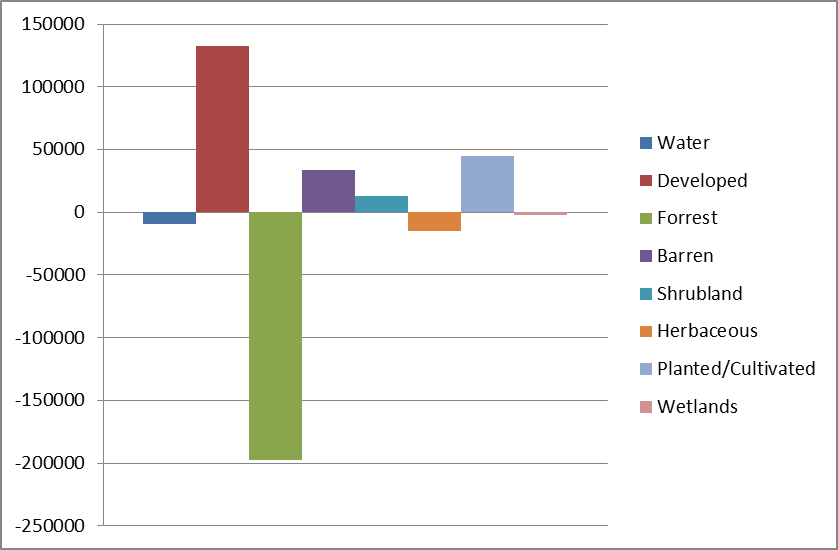 150000
100000
50000
0
-50000
-100000
-150000
-200000
-250000
Water
Developed
Forrest
Barren
Shrubland
Herbaceous
Planted/Cultivated
Wetlands